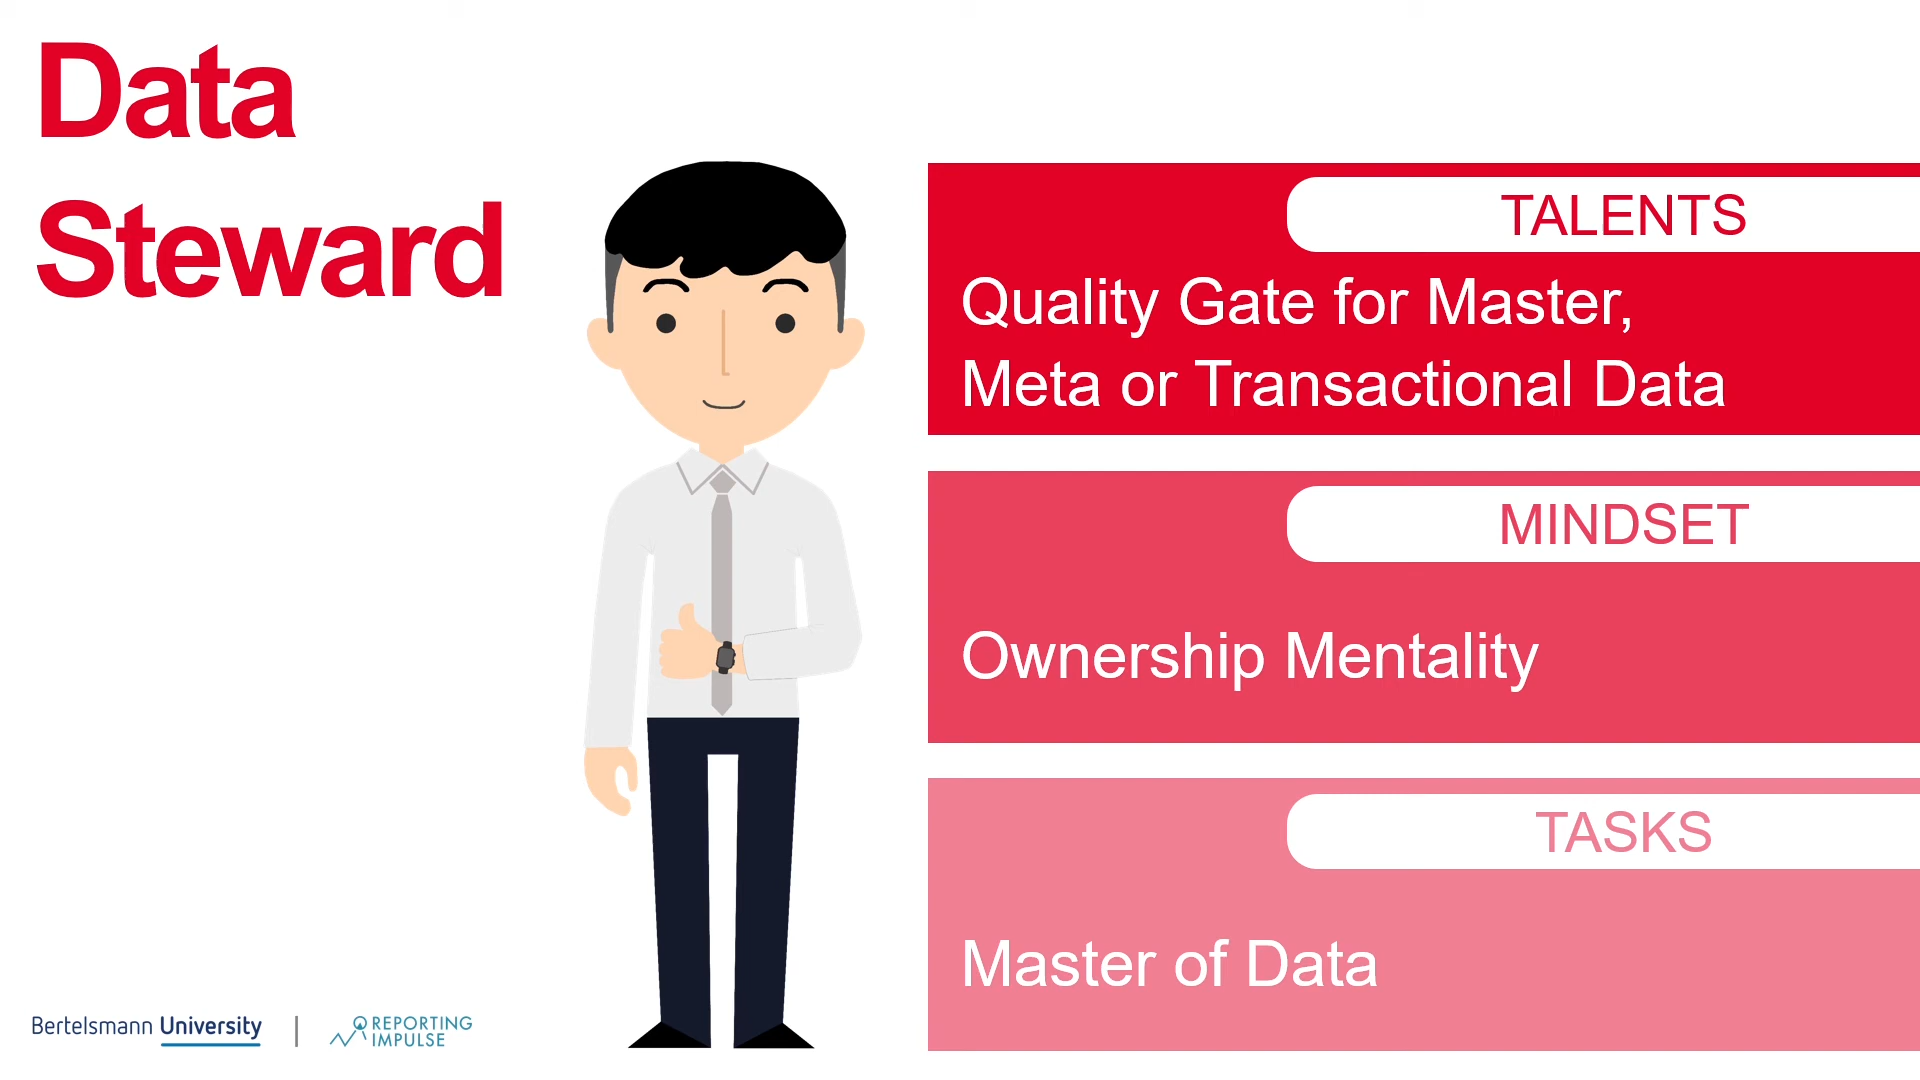 Data
Steward
TALENTS
Quality Gate for Master,
Meta or Transactional Data
MINDSET
Ownership Mentality
TASKS
Master of Data
Bertelsmann University
REPORTING
IMPULSE